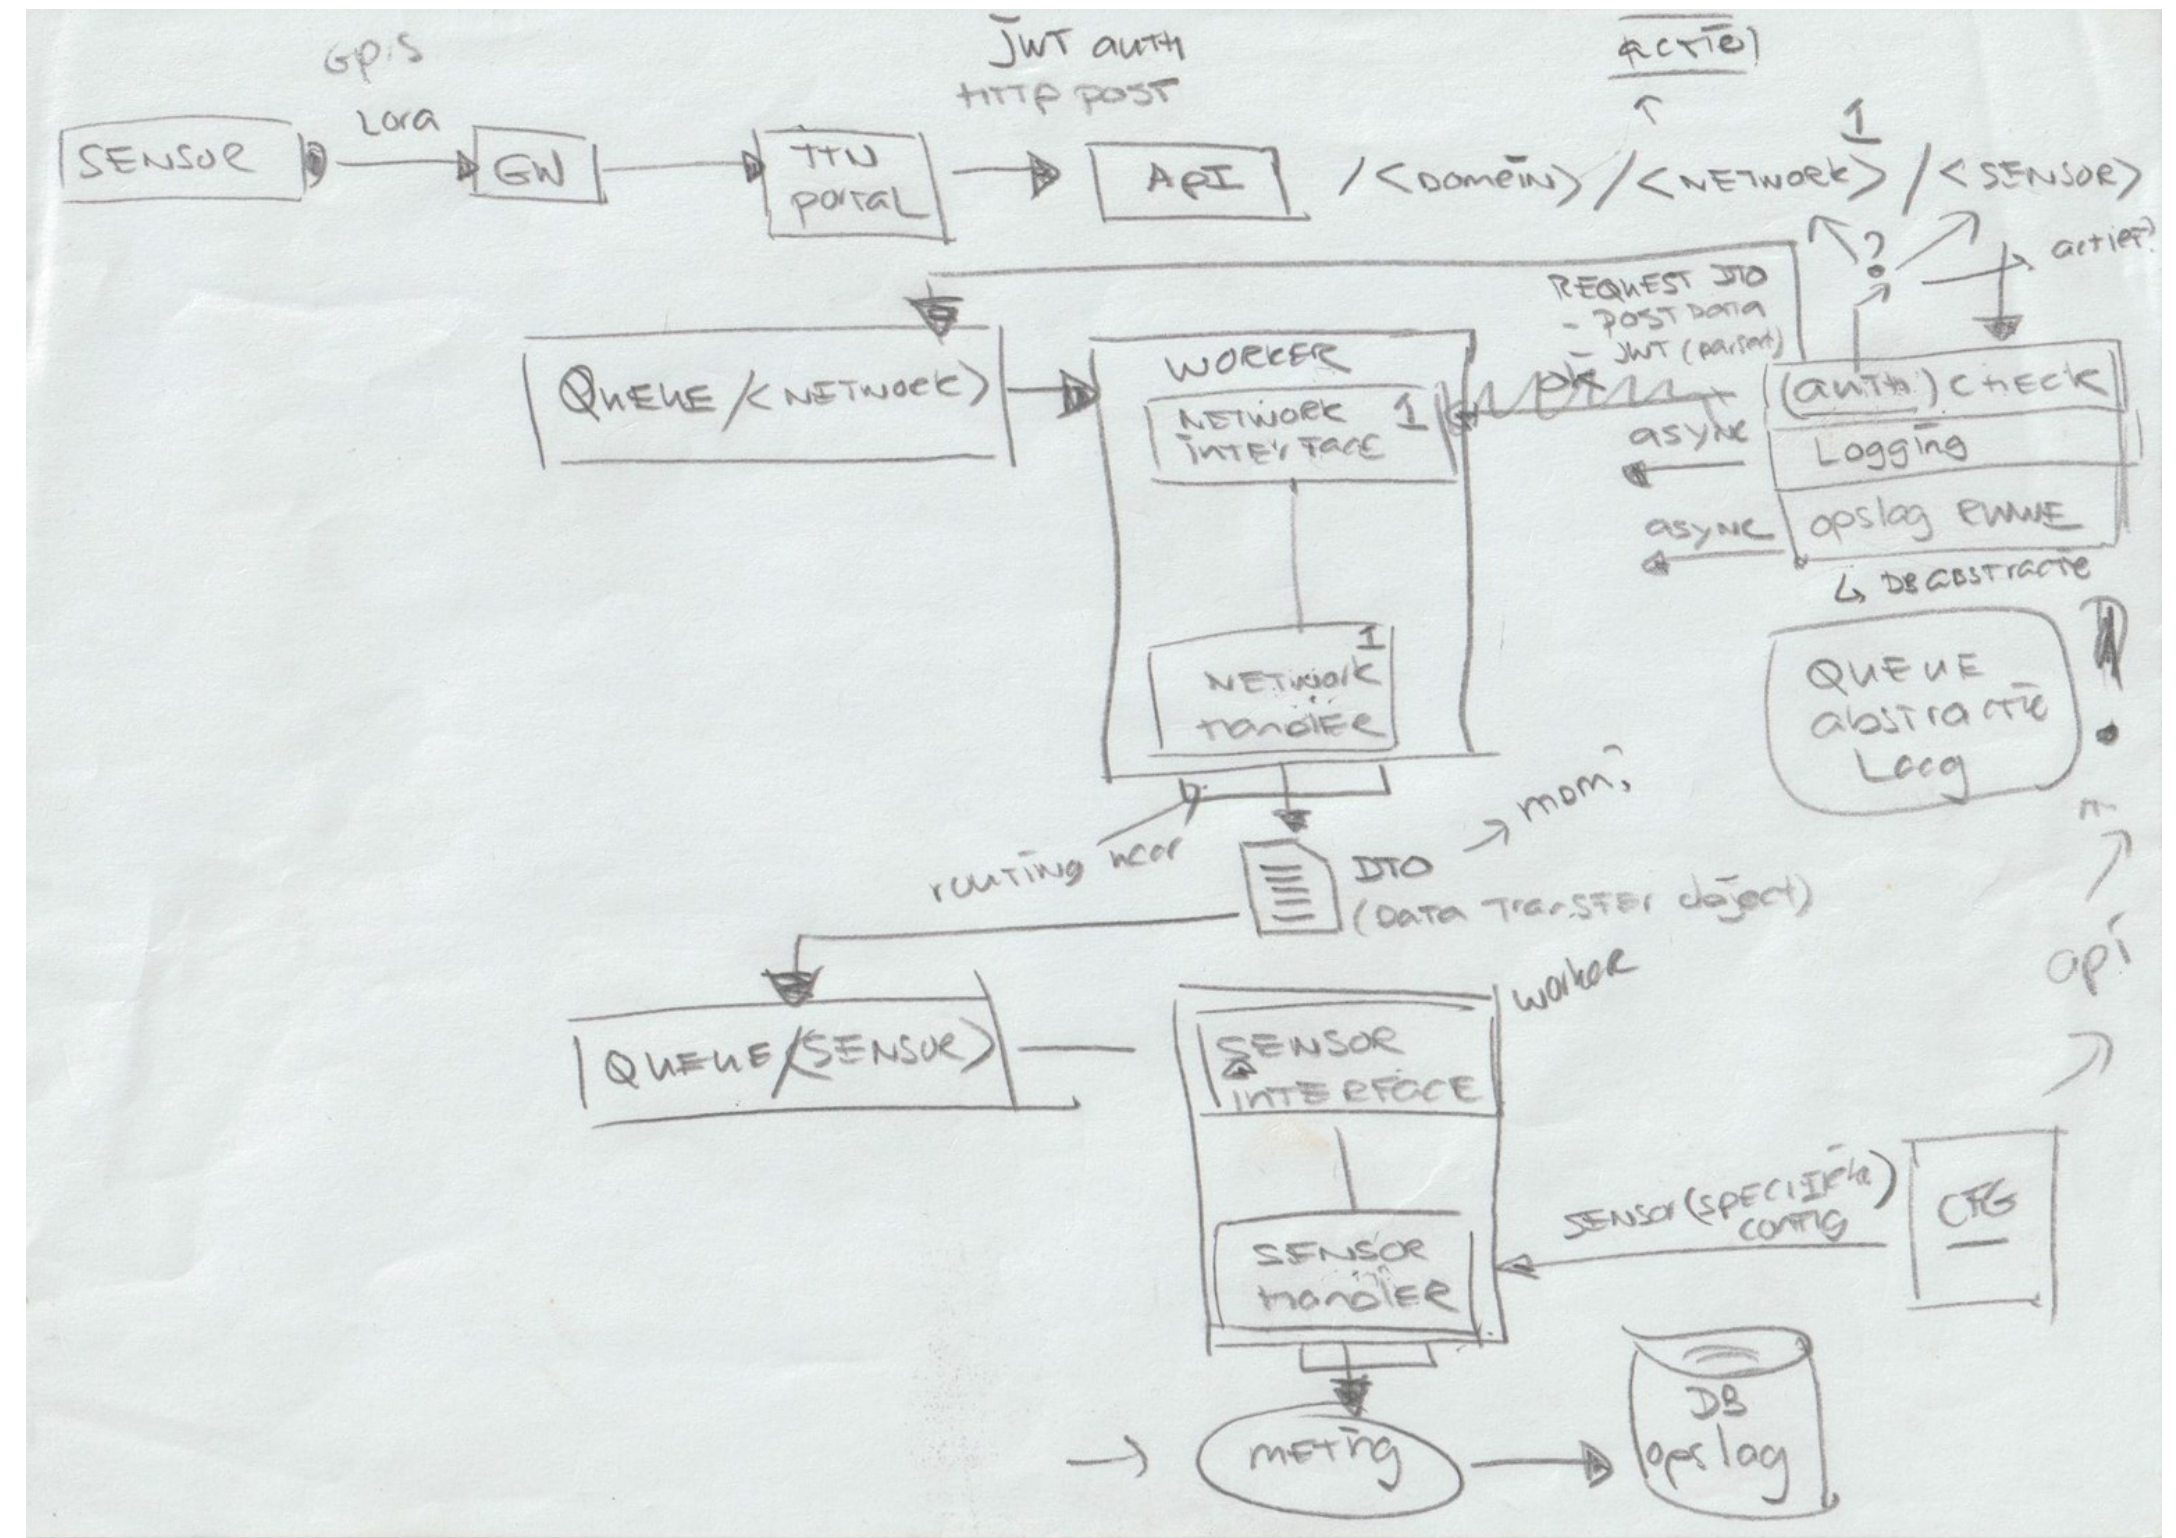 GPS
JWT auth
HTTP post
actie)
SENSOR
Lora
GW
TTN
portal
API
/<Domein>/<NETWORK>/<SENSOR>
1
?
actief?
REQUEST DTO
- POST Data
JWT (parsed)
QUEUE/<NETWORK>
WORKER
NETWORK
interface
1
ok
(auth) CHECK
async
Logging
async
opslag RUWE
↳ DB abstractie
NETwork
HandlER
1
QUEUE
abstractie
Laag
routing naar
DTO
(Data Transfer object)
api
worker
QUEUE/<SENSOR>
SENSOR
INTERFACE
SENSOR
HandlER
SENSOR(SPECIFIEKE)
config
CFG
METing
DB
opslag